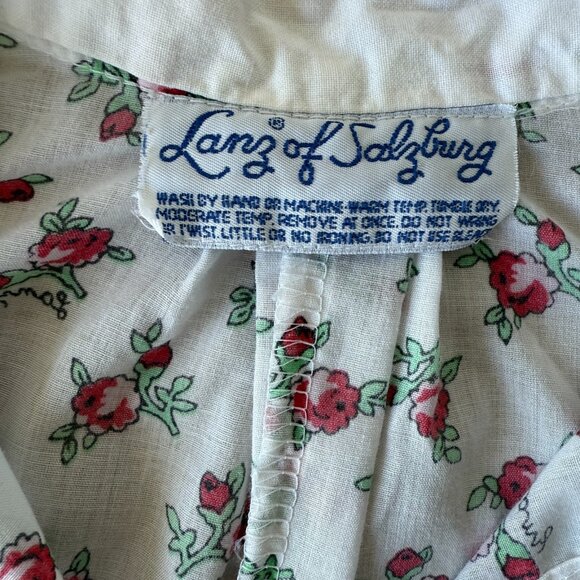 Lanz® of Salzburg
WASH BY HAND OR MACHINE-WARM TEMP. TUMBLE DRY.
MODERATE TEMP. REMOVE AT ONCE. DO NOT WRING
OR TWIST. LITTLE OR NO IRONING. DO NOT USE BLEACH